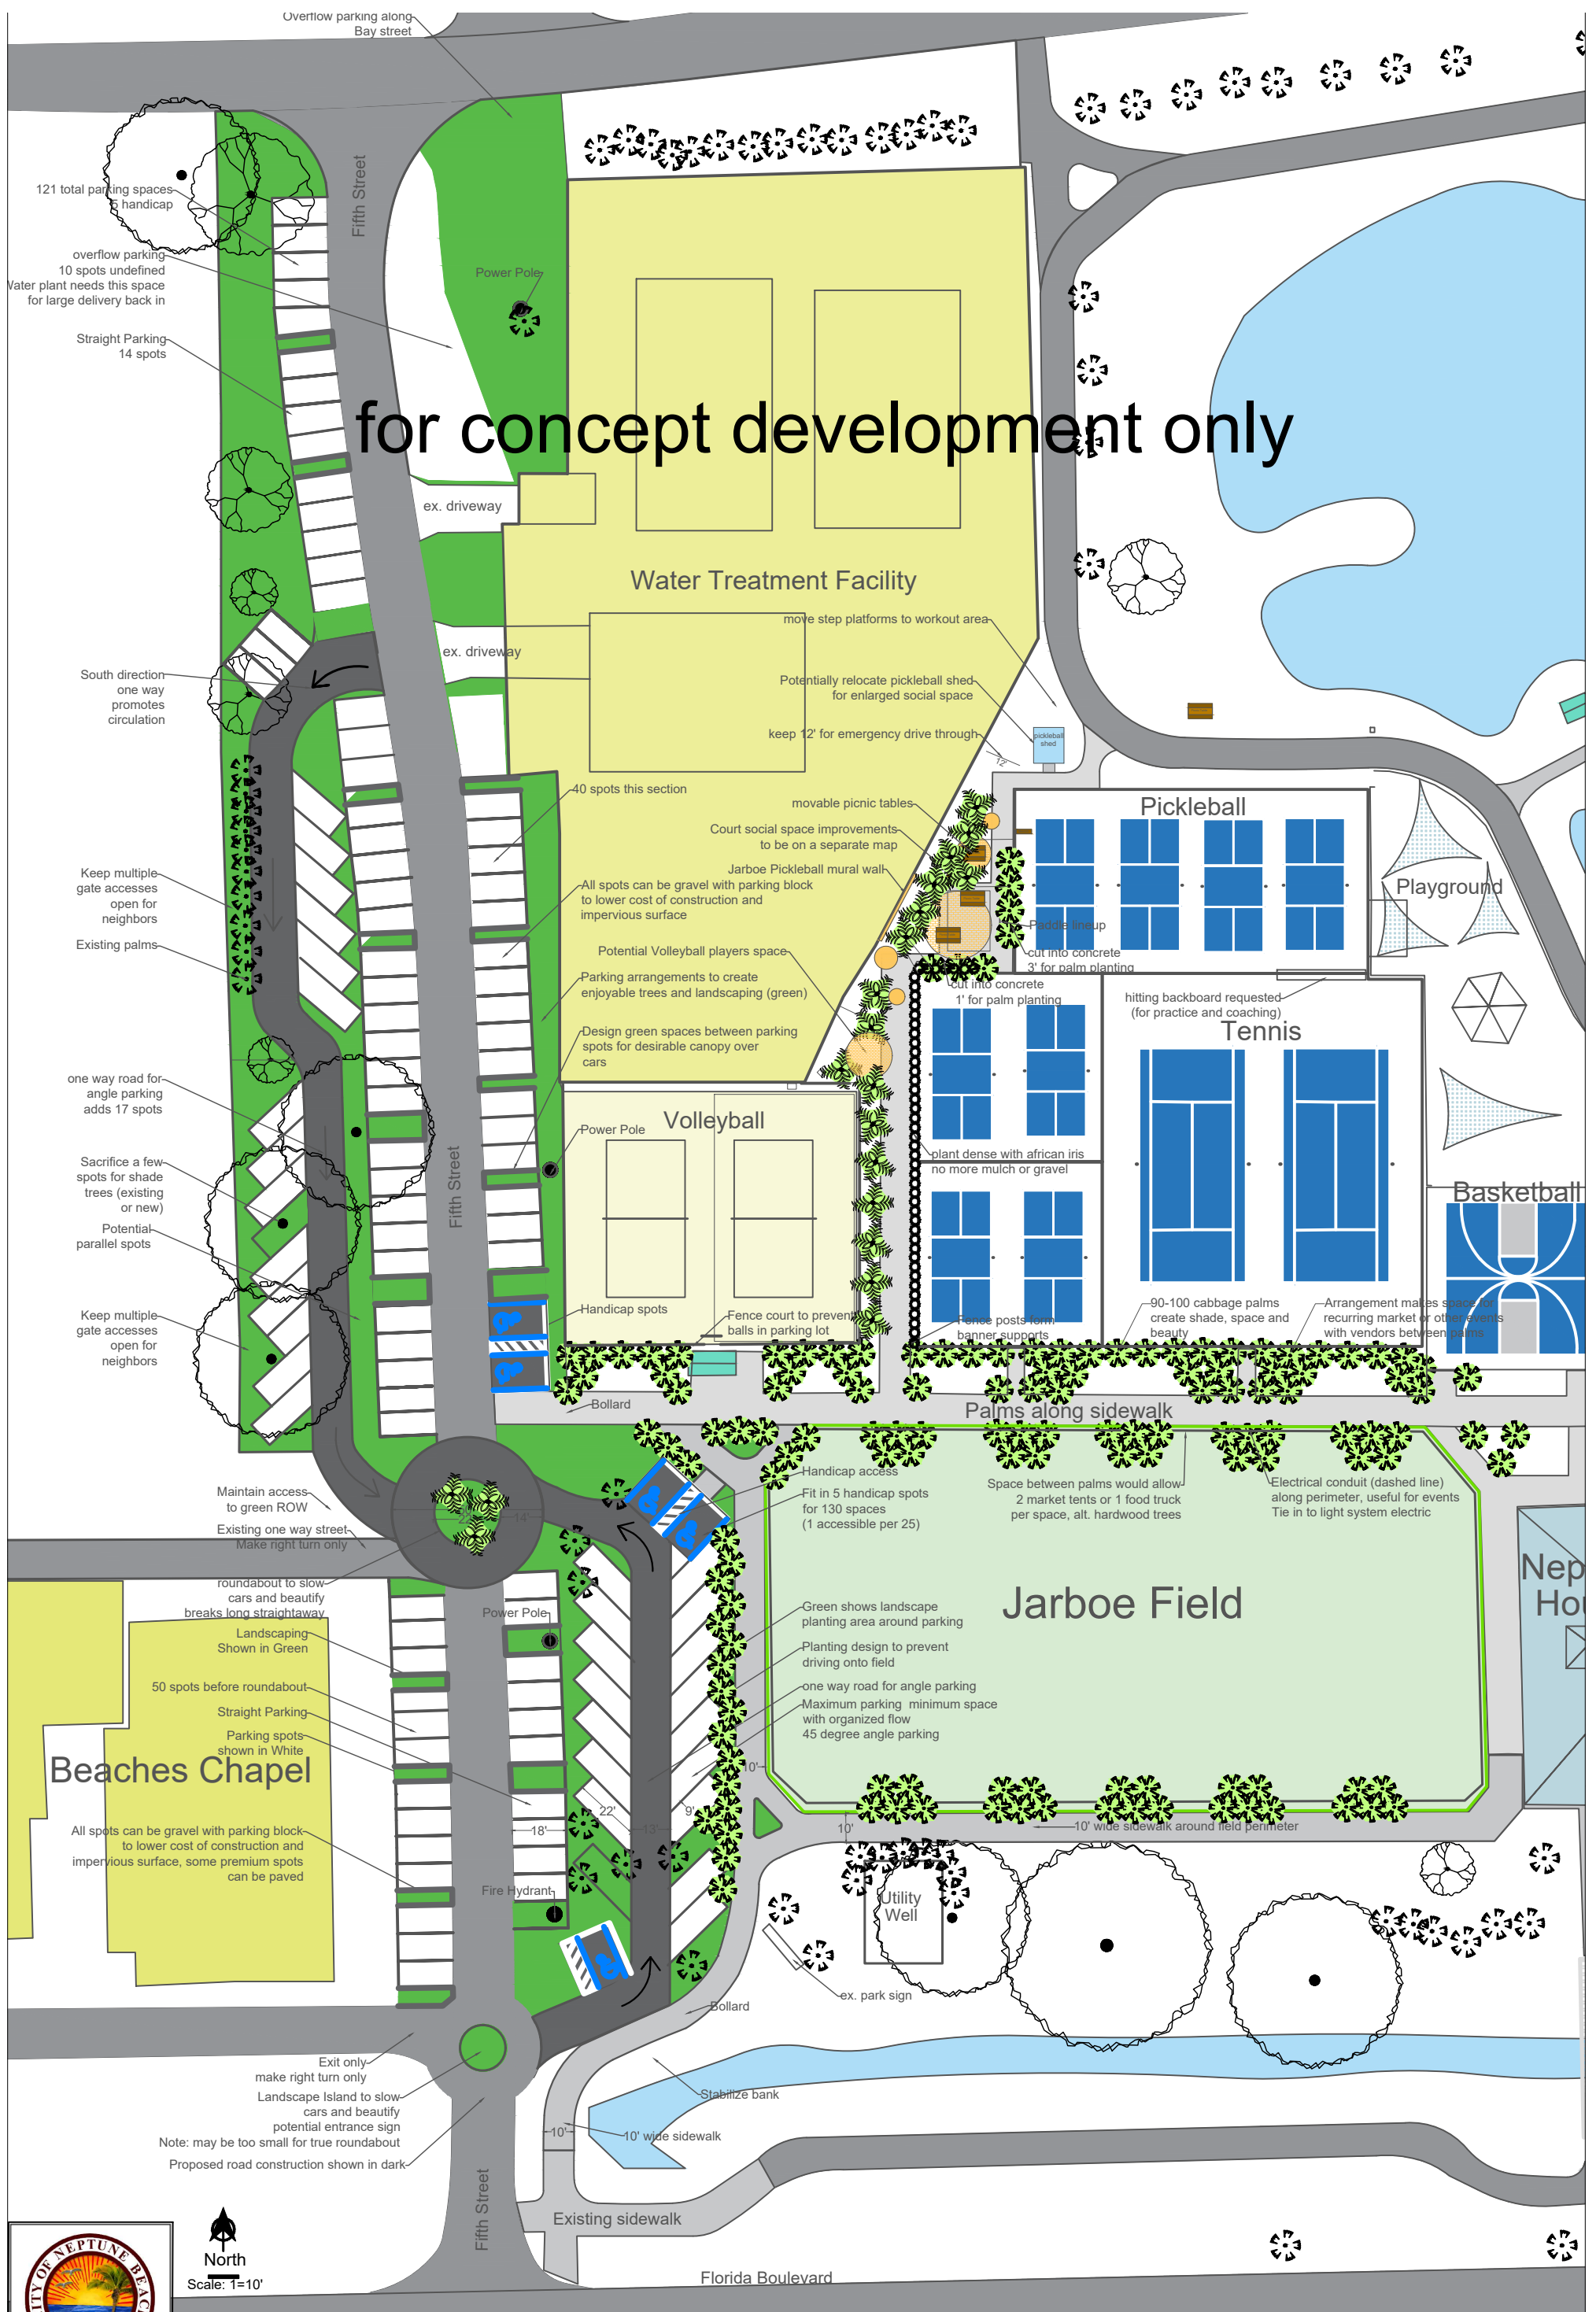 Overflow parking along
Bay street
Fifth Street
121 total parking spaces
5 handicap
overflow parking
10 spots undefined
Water plant needs this space
for large delivery back in
Power Pole
Straight Parking
14 spots
for concept development only
ex. driveway
Water Treatment Facility
move step platforms to workout area
ex. driveway
South direction
one way
promotes
circulation
Potentially relocate pickleball shed
for enlarged social space
keep 12' for emergency drive through
pickleball
shed
12'
40 spots this section
movable picnic tables
Pickleball
Court social space improvements
to be on a separate map
Jarboe Pickleball mural wall
Keep multiple
gate accesses
open for
neighbors
All spots can be gravel with parking block
to lower cost of construction and
impervious surface
Playground
Paddle lineup
Existing palms
Potential Volleyball players space
cut into concrete
3' for palm planting
Parking arrangements to create
enjoyable trees and landscaping (green)
cut into concrete
1' for palm planting
hitting backboard requested
(for practice and coaching)
Tennis
Design green spaces between parking
spots for desirable canopy over
cars
one way road for
angle parking
adds 17 spots
Volleyball
Power Pole
plant dense with african iris
no more mulch or gravel
Sacrifice a few
spots for shade
trees (existing
or new)
Fifth Street
Basketball
Potential
parallel spots
Keep multiple
gate accesses
open for
neighbors
Handicap spots
Fence court to prevent
balls in parking lot
Fence posts form
banner supports
90-100 cabbage palms
create shade, space and
beauty
Arrangement makes space for
recurring market or other events
with vendors between palms
Bollard
Palms along sidewalk
Handicap access
Fit in 5 handicap spots
for 130 spaces
(1 accessible per 25)
Space between palms would allow
2 market tents or 1 food truck
per space, alt. hardwood trees
Electrical conduit (dashed line)
along perimeter, useful for events
Tie in to light system electric
Maintain access
to green ROW
14'
Existing one way street
Make right turn only
roundabout to slow
cars and beautify
breaks long straightaway
Nep
Hou
Jarboe Field
Power Pole
Green shows landscape
planting area around parking
Landscaping
Shown in Green
Planting design to prevent
driving onto field
50 spots before roundabout
one way road for angle parking
Straight Parking
Maximum parking minimum space
with organized flow
45 degree angle parking
Parking spots
shown in White
Beaches Chapel
10'
22'
9'
18'
13'
10'
10' wide sidewalk around field perimeter
All spots can be gravel with parking block
to lower cost of construction and
impervious surface, some premium spots
can be paved
Fire Hydrant
Utility
Well
ex. park sign
Bollard
Exit only
make right turn only
Stabilize bank
Landscape Island to slow
cars and beautify
potential entrance sign
Note: may be too small for true roundabout
10'
10' wide sidewalk
Proposed road construction shown in dark
Fifth Street
Existing sidewalk
North
Scale: 1=10'
Florida Boulevard
ITY OF NEPTUNE BEAC